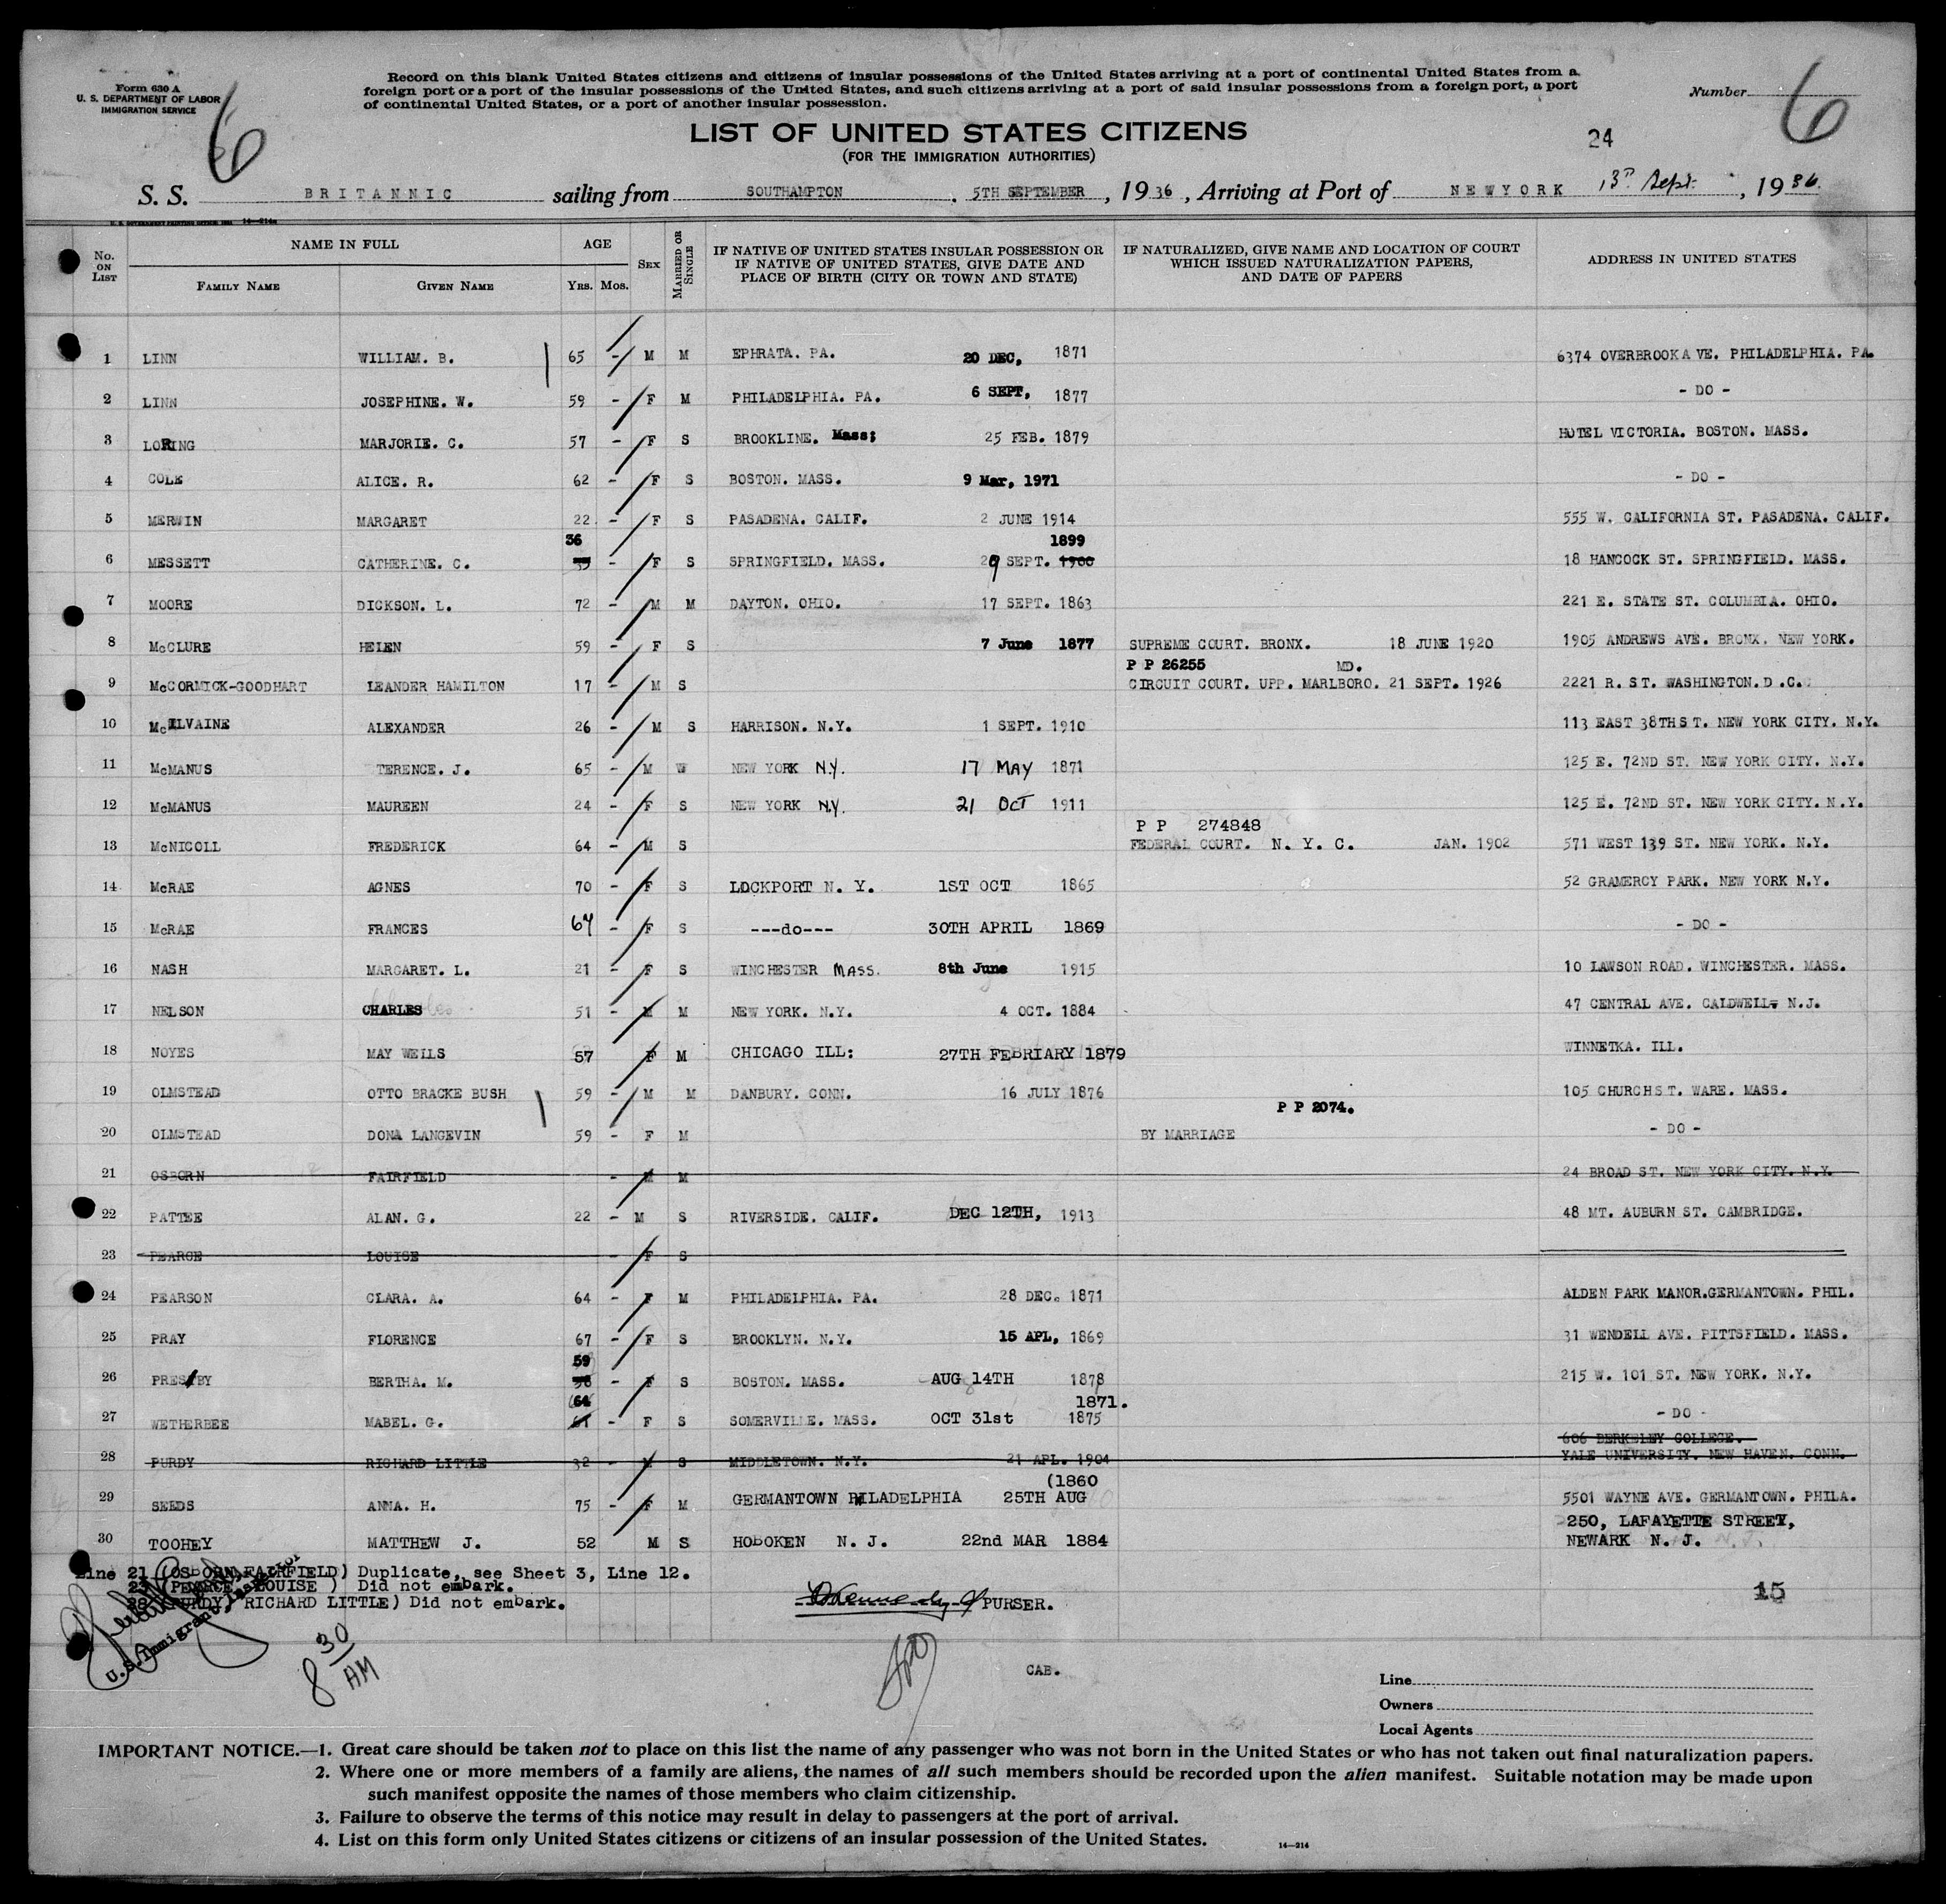 Form 630 A
U. S. DEPARTMENT OF LABOR
IMMIGRATION SERVICE
6
Record on this blank United States citizens and citizens of insular possessions of the United States arriving at a port of continental United States from a
foreign port or a port of the insular possessions of the United States, and such citizens arriving at a port of said insular possessions from a foreign port, a port
of continental United States, or a port of another insular possession.
Number 6
LIST OF UNITED STATES CITIZENS
(FOR THE IMMIGRATION AUTHORITIES)
24
S. S. BRITANNIC sailing from SOUTHAMPTON . 5TH SEPTEMBER , 1936 , Arriving at Port of NEWYORK 13th Sept. , 1936.
No. ON LIST NAME IN FULL FAMILY NAME GIVEN NAME AGE YRS. MOS. SEX MARRIED OR SINGLE IF NATIVE OF UNITED STATES INSULAR POSSESSION OR IF NATIVE OF UNITED STATES, GIVE DATE AND PLACE OF BIRTH (CITY OR TOWN AND STATE) IF NATURALIZED, GIVE NAME AND LOCATION OF COURT WHICH ISSUED NATURALIZATION PAPERS, AND DATE OF PAPERS ADDRESS IN UNITED STATES
1 LINN WILLIAM. B. 65 - M M EPHRATA. PA. 20 DEC, 1871 6374 OVERBROOKA VE. PHILADELPHIA. PA.
2 LINN JOSEPHINE. W. 59 - F M PHILADELPHIA. PA. 6 SEPT, 1877 - DO -
3 LORING MARJORIE. C. 57 - F S BROOKLINE. Mass; 25 FEB. 1879 HOTEL VICTORIA. BOSTON. MASS.
4 COLE ALICE. R. 62 - F S BOSTON. MASS. 9 Mar, 1971 - DO -
5 MERWIN MARGARET 22 - F S PASADENA. CALIF. 2 JUNE 1914 555 W. CALIFORNIA ST. PASADENA. CALIF.
36 1899
6 MESSETT CATHERINE. C. 35 - F S SPRINGFIELD. MASS. 29 SEPT. 1900 18 HANCOCK ST. SPRINGFIELD. MASS.
7 MOORE DICKSON. L. 72 - M M DAYTON. OHIO. 17 SEPT. 1863 221 E. STATE ST. COLUMBIA. OHIO.
8 McCLURE HELEN 59 - F S 7 June 1877 SUPREME COURT. BRONX. 18 JUNE 1920 1905 ANDREWS AVE. BRONX. NEW YORK.
P P 26255 MD.
9 McCORMICK-GOODHART LEANDER HAMILTON 17 - M S CIRCUIT COURT. UPP. MARLBORO. 21 SEPT. 1926 2221 R. ST. WASHINGTON.D .C.
10 McILVAINE ALEXANDER 26 - M S HARRISON. N.Y. 1 SEPT. 1910 113 EAST 38THS T. NEW YORK CITY. N.Y.
11 McMANUS TERENCE. J. 65 - M W NEW YORK N.Y. 17 MAY 1871 125 E. 72ND ST. NEW YORK CITY. N.Y.
12 McMANUS MAUREEN 24 - F S NEW YORK N.Y. 21 OCT 1911 125 E. 72ND ST. NEW YORK CITY. N.Y.
P P 274848
13 McNICOLL FREDERICK 64 - M S FEDERAL COURT. N. Y. C. JAN. 1902 571 WEST 139 ST. NEW YORK. N.Y.
14 McRAE AGNES 70 - F S LOCKPORT N. Y. 1ST OCT 1865 52 GRAMERCY PARK. NEW YORK N.Y.
15 McRAE FRANCES 67 - F S ---do--- 30TH APRIL 1869 - DO -
16 NASH MARGARET. L. 21 - F S WINCHESTER MASS. 8th June 1915 10 LAWSON ROAD. WINCHESTER. MASS.
17 NELSON CHARLES 51 - M M NEW YORK. N.Y. 4 OCT. 1884 47 CENTRAL AVE. CALDWELL. N.J.
18 NOYES MAY WELLS 57 F M CHICAGO ILL: 27TH FEBRIARY 1879 WINNETKA. ILL.
19 OLMSTEAD OTTO BRACKE BUSH 59 - M M DANBURY. CONN. 16 JULY 1876 105 CHURCHS T. WARE. MASS.
P P 2074.
20 OLMSTEAD DONA LANGEVIN 59 - F M BY MARRIAGE - DO -
21 OSBORN FAIRFIELD - M M 24 BROAD ST. NEW YORK CITY. N.Y.
22 PATTEE ALAN. G. 22 - M S RIVERSIDE. CALIF. DEC 12TH, 1913 48 MT. AUBURN ST. CAMBRIDGE.
23 PEARCE LOUISE - F S
24 PEARSON CLARA. A. 64 - F M PHILADELPHIA. PA. 28 DEC. 1871 ALDEN PARK MANOR.GERMANTOWN. PHIL.
25 PRAY FLORENCE 67 - F S BROOKLYN. N.Y. 15 APL, 1869 31 WENDELL AVE. PITTSFIELD. MASS.
59
26 PRESBY BERTHA. M. 58 - F S BOSTON. MASS. AUG 14TH 1878 215 W. 101 ST. NEW YORK. N.Y.
64 1871.
27 WETHERBEE MABEL. G. 61 - F S SOMERVILLE. MASS. OCT 31st 1875 - DO -
606 BERKELEY COLLEGE.
28 PURDY RICHARD LITTLE 32 - M S MIDDLETOWN. N.Y. 21 APL. 1904 YALE UNIVERSITY. NEW HAVEN. CONN.
(1860
29 SEEDS ANNA. H. 75 - F M GERMANTOWN PHILADELPHIA 25TH AUG 5501 WAYNE AVE. GERMANTOWN. PHILA.
250, LAFAYETTE STREET,
30 TOOHEY MATTHEW J. 52 M S HOBOKEN N. J. 22nd MAR 1884 NEWARK N. J.
Line 21 (OSBORN FAIRFIELD) Duplicate, see Sheet 3, Line 12.
23 (PEARCE, LOUISE ) Did not embark.
28 (PURDY, RICHARD LITTLE) Did not embark.
U. S. Immigrant Inspector
PURSER.
15
8 30 AM
CAB.
Line
Owners
Local Agents
IMPORTANT NOTICE.—1. Great care should be taken not to place on this list the name of any passenger who was not born in the United States or who has not taken out final naturalization papers.
2. Where one or more members of a family are aliens, the names of all such members should be recorded upon the alien manifest. Suitable notation may be made upon
such manifest opposite the names of those members who claim citizenship.
3. Failure to observe the terms of this notice may result in delay to passengers at the port of arrival.
4. List on this form only United States citizens or citizens of an insular possession of the United States.
14—214